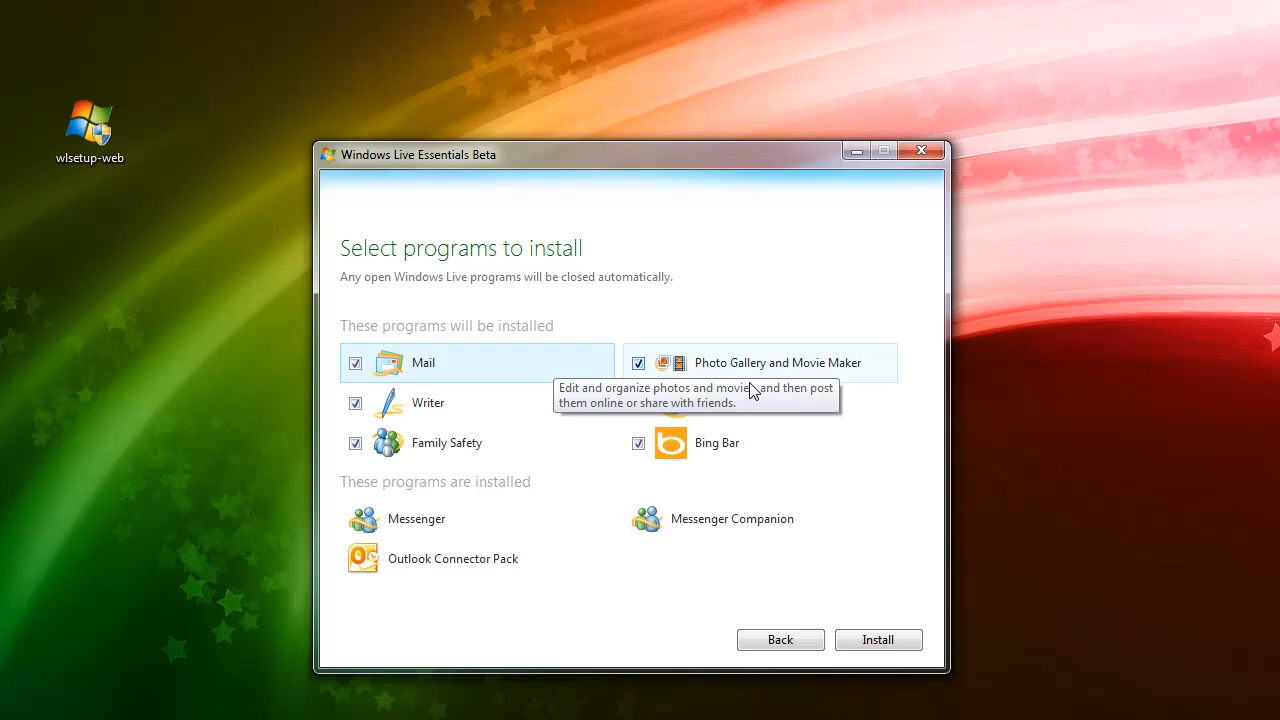 wlsetup-web
Windows Live Essentials Beta
Select programs to install
Any open Windows Live programs will be closed automatically.
These programs will be installed
Mail
Photo Gallery and Movie Maker
Edit and organize photos and movies and then post
them online or share with friends.
Writer
Family Safety
Bing Bar
These programs are installed
Messenger
Messenger Companion
Outlook Connector Pack
Back
Install